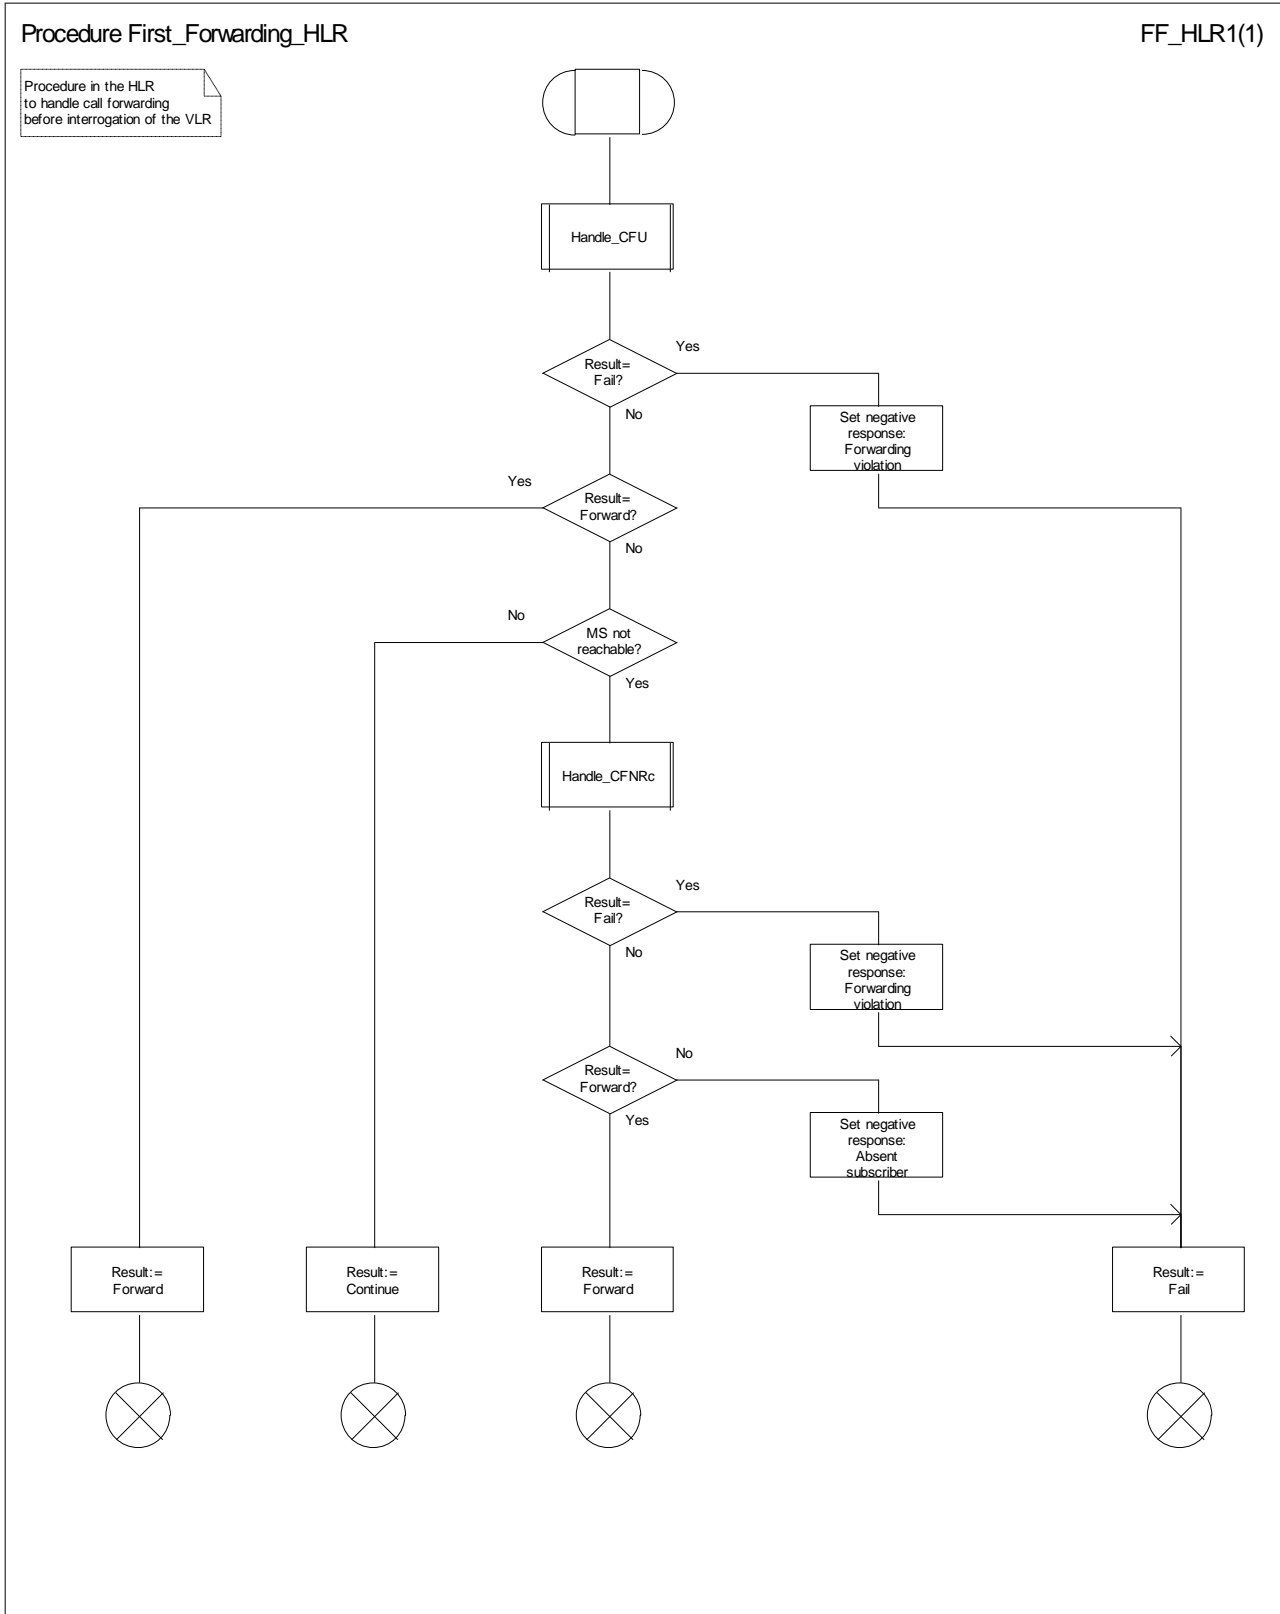 Procedure First_Forwarding_HLR
FF_HLR1(1)
Procedure in the HLR
to handle call forwarding
before interrogation of the VLR
Handle_CFU
Result=
Fail?
Yes
No
Set negative
response:
Forwarding
violation
Result=
Forward?
Yes
No
MS not
reachable?
No
Yes
Handle_CFNRc
Result=
Fail?
Yes
No
Set negative
response:
Forwarding
violation
Result=
Forward?
No
Yes
Set negative
response:
Absent
subscriber
Result:=
Forward
Result:=
Continue
Result:=
Forward
Result:=
Fail